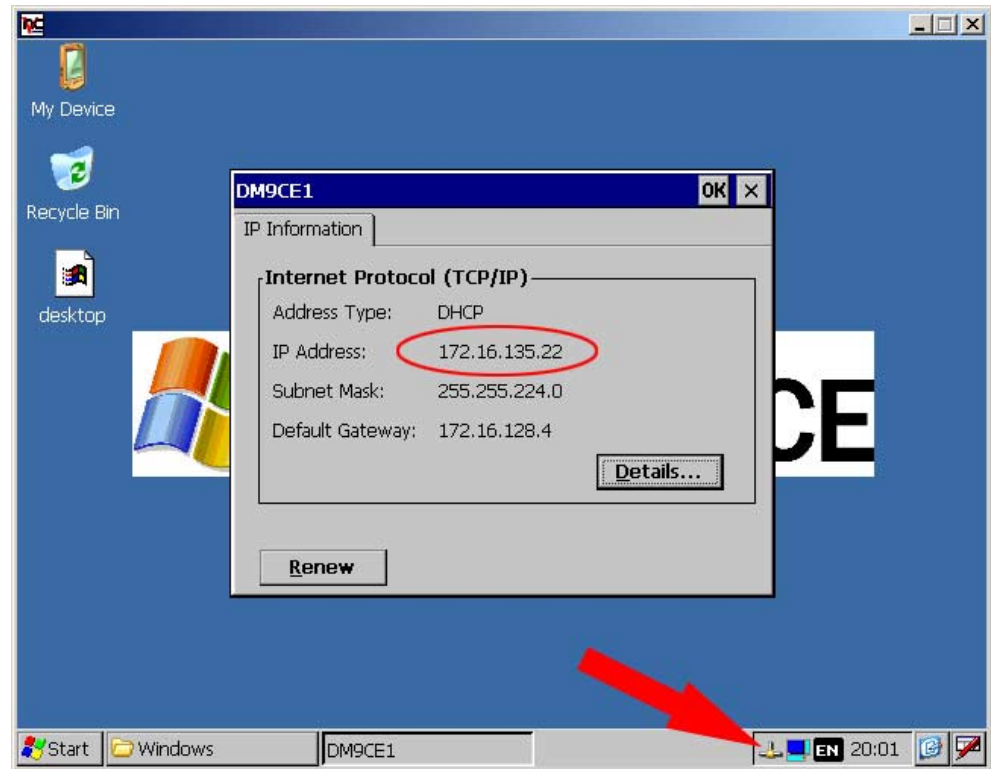 My Device
Recycle Bin
desktop
CE
DM9CE1 OK
IP Information
Internet Protocol (TCP/IP)
Address Type: DHCP
IP Address: 172.16.135.22
Subnet Mask: 255.255.224.0
Default Gateway: 172.16.128.4
Details...
Renew
Start Windows DM9CE1 EN 20:01